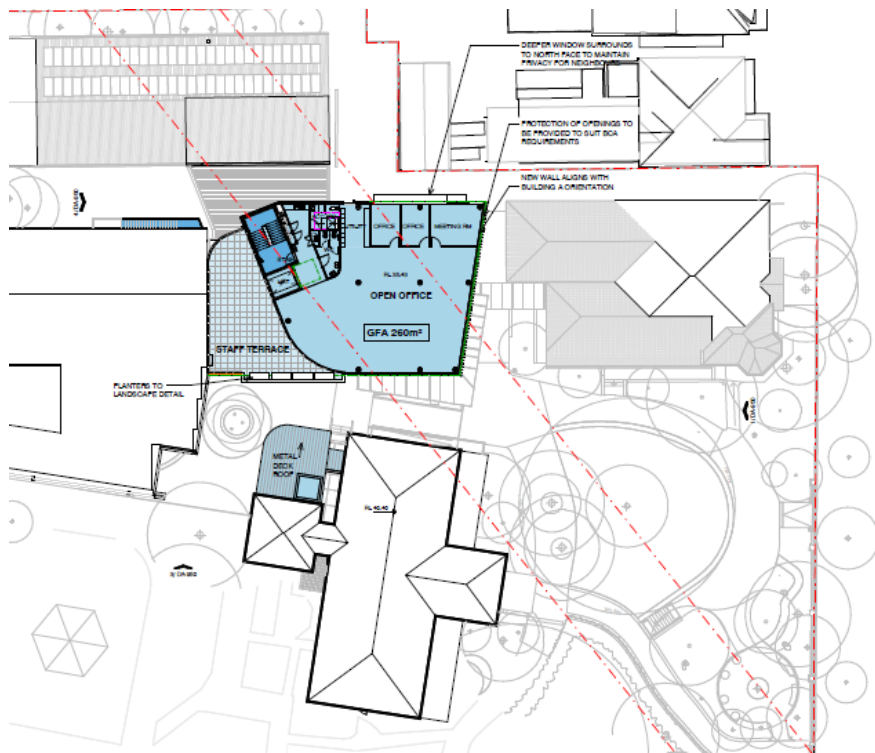 DEEPER WINDOW SURROUNDS
TO NORTH FACE TO MAINTAIN
PRIVACY FOR NEIGHBOURS
PROTECTION OF OPENINGS TO
BE PROVIDED TO SUIT BCA
REQUIREMENTS
NEW WALL ALIGNS WITH
BUILDING A ORIENTATION
UTILITY
OFFICE
OFFICE
MEETING RM
OPEN OFFICE
GFA 260m²
STAFF TERRACE
PLANTERS TO
LANDSCAPE DETAIL
METAL
DECK
ROOF